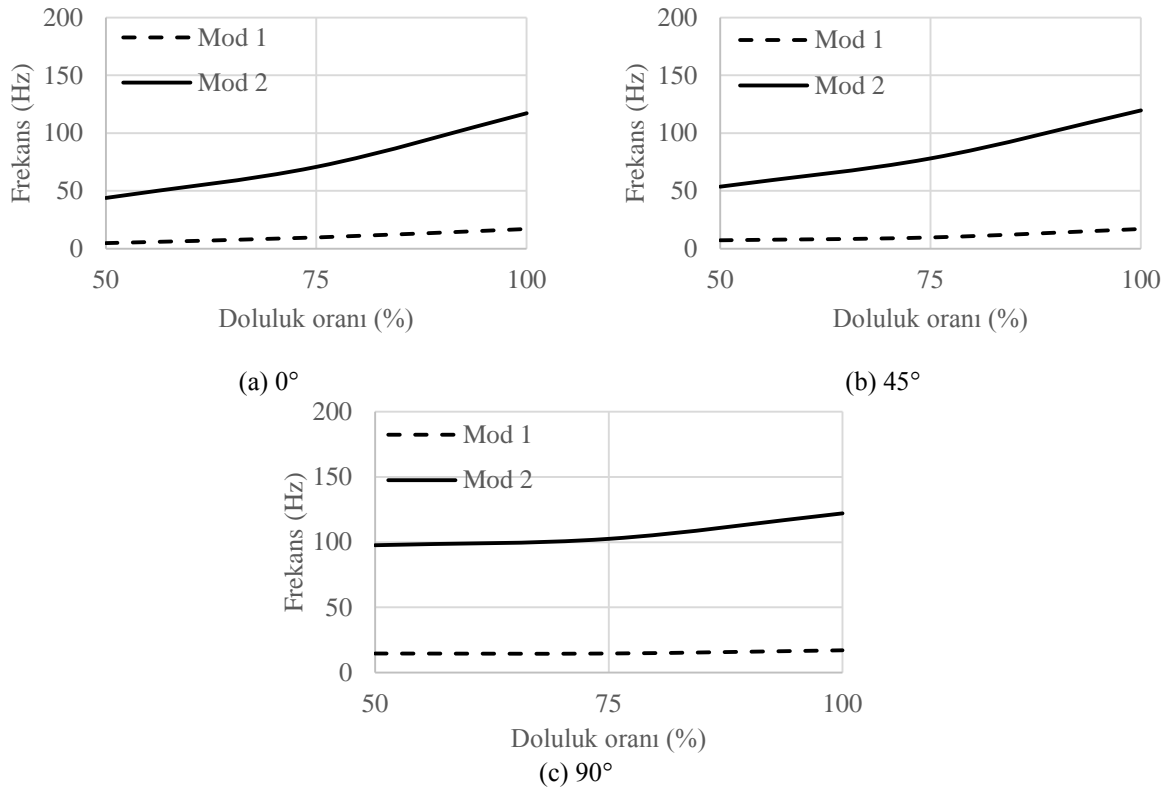 200
150
100
50
0
Frekans (Hz)
Mod 1
Mod 2
50 75 100
Doluluk oranı (%)
(a) 0°
200
150
100
50
0
Frekans (Hz)
Mod 1
Mod 2
50 75 100
Doluluk oranı (%)
(b) 45°
200
150
100
50
0
Frekans (Hz)
Mod 1
Mod 2
50 75 100
Doluluk oranı (%)
(c) 90°